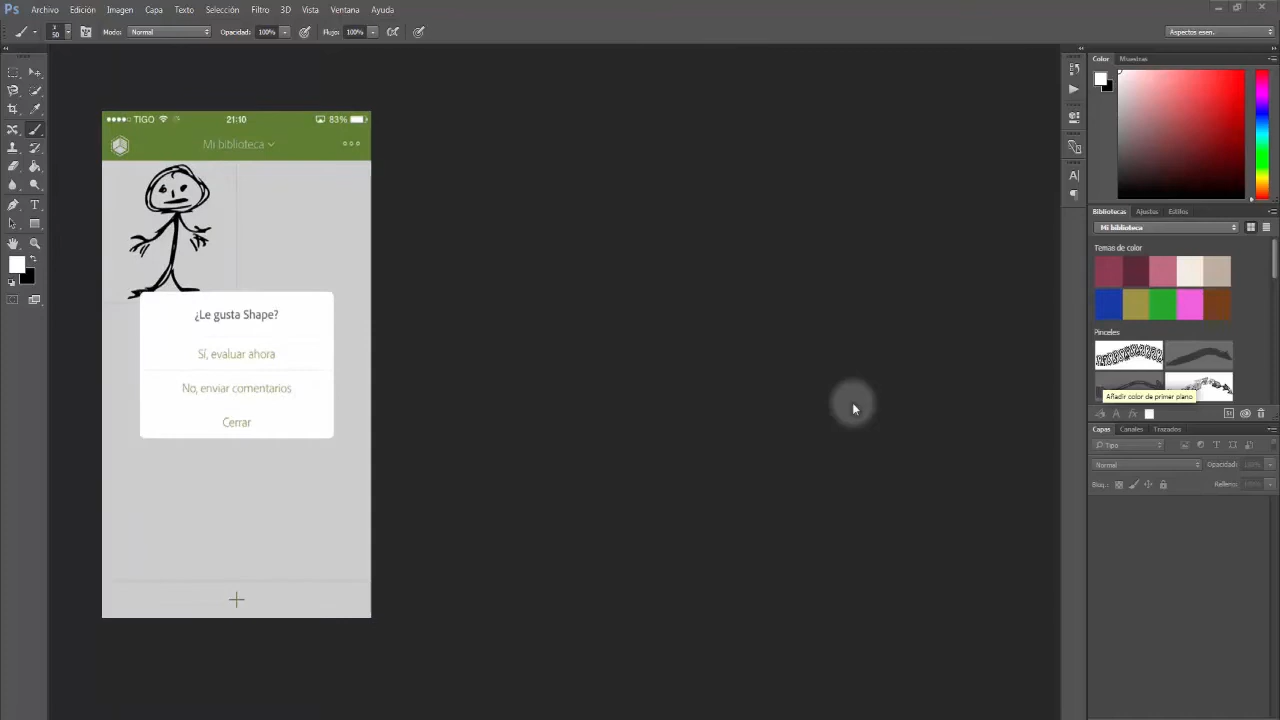 Ps Archivo Edición Imagen Capa Texto Selección Filtro 3D Vista Ventana Ayuda
50 Modo: Normal Opacidad: 100% Flujo: 100% Aspectos esen.
Color Muestras
TIGO 21:10 83%
Mi biblioteca
¿Le gusta Shape?
Sí, evaluar ahora
No, enviar comentarios
Cerrar
Bibliotecas Ajustes Estilos
Mi biblioteca
Temas de color
Pinceles
Añadir color de primer plano
Capas Canales Trazados
Tipo
Normal Opacidad: 100%
Bloq.: Relleno: